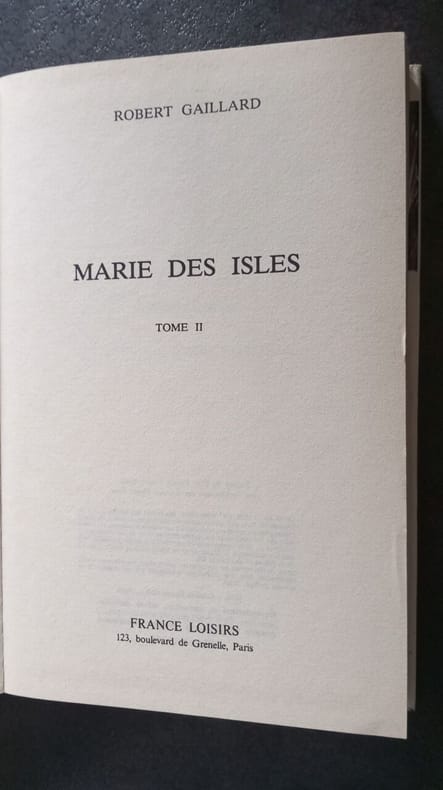 ROBERT GAILLARD
MARIE DES ISLES
TOME II
FRANCE LOISIRS
123, boulevard de Grenelle, Paris